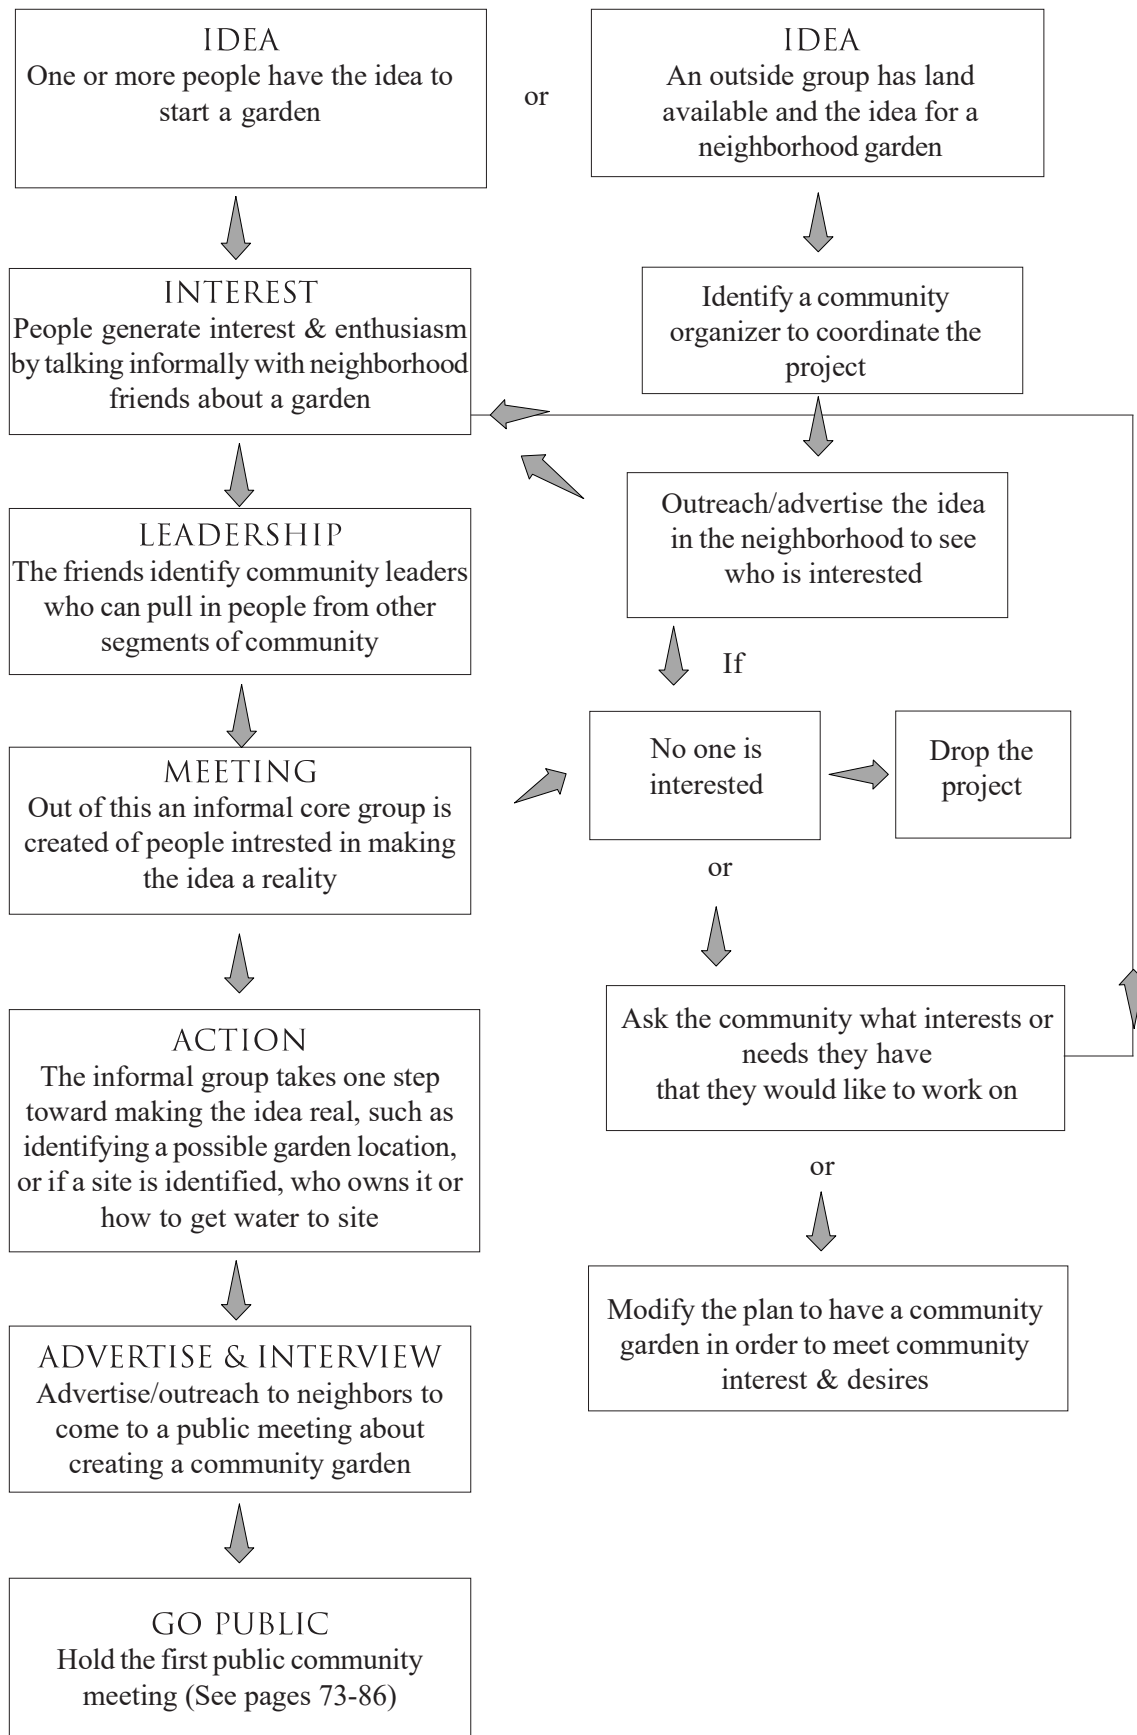 IDEA
One or more people have the idea to
start a garden
or
IDEA
An outside group has land
available and the idea for a
neighborhood garden
INTEREST
People generate interest & enthusiasm
by talking informally with neighborhood
friends about a garden
Identify a community
organizer to coordinate the
project
LEADERSHIP
The friends identify community leaders
who can pull in people from other
segments of community
Outreach/advertise the idea
in the neighborhood to see
who is interested
If
MEETING
Out of this an informal core group is
created of people intrested in making
the idea a reality
No one is
interested
Drop the
project
or
ACTION
The informal group takes one step
toward making the idea real, such as
identifying a possible garden location,
or if a site is identified, who owns it or
how to get water to site
Ask the community what interests or
needs they have
that they would like to work on
or
Modify the plan to have a community
garden in order to meet community
interest & desires
ADVERTISE & INTERVIEW
Advertise/outreach to neighbors to
come to a public meeting about
creating a community garden
GO PUBLIC
Hold the first public community
meeting (See pages 73-86)